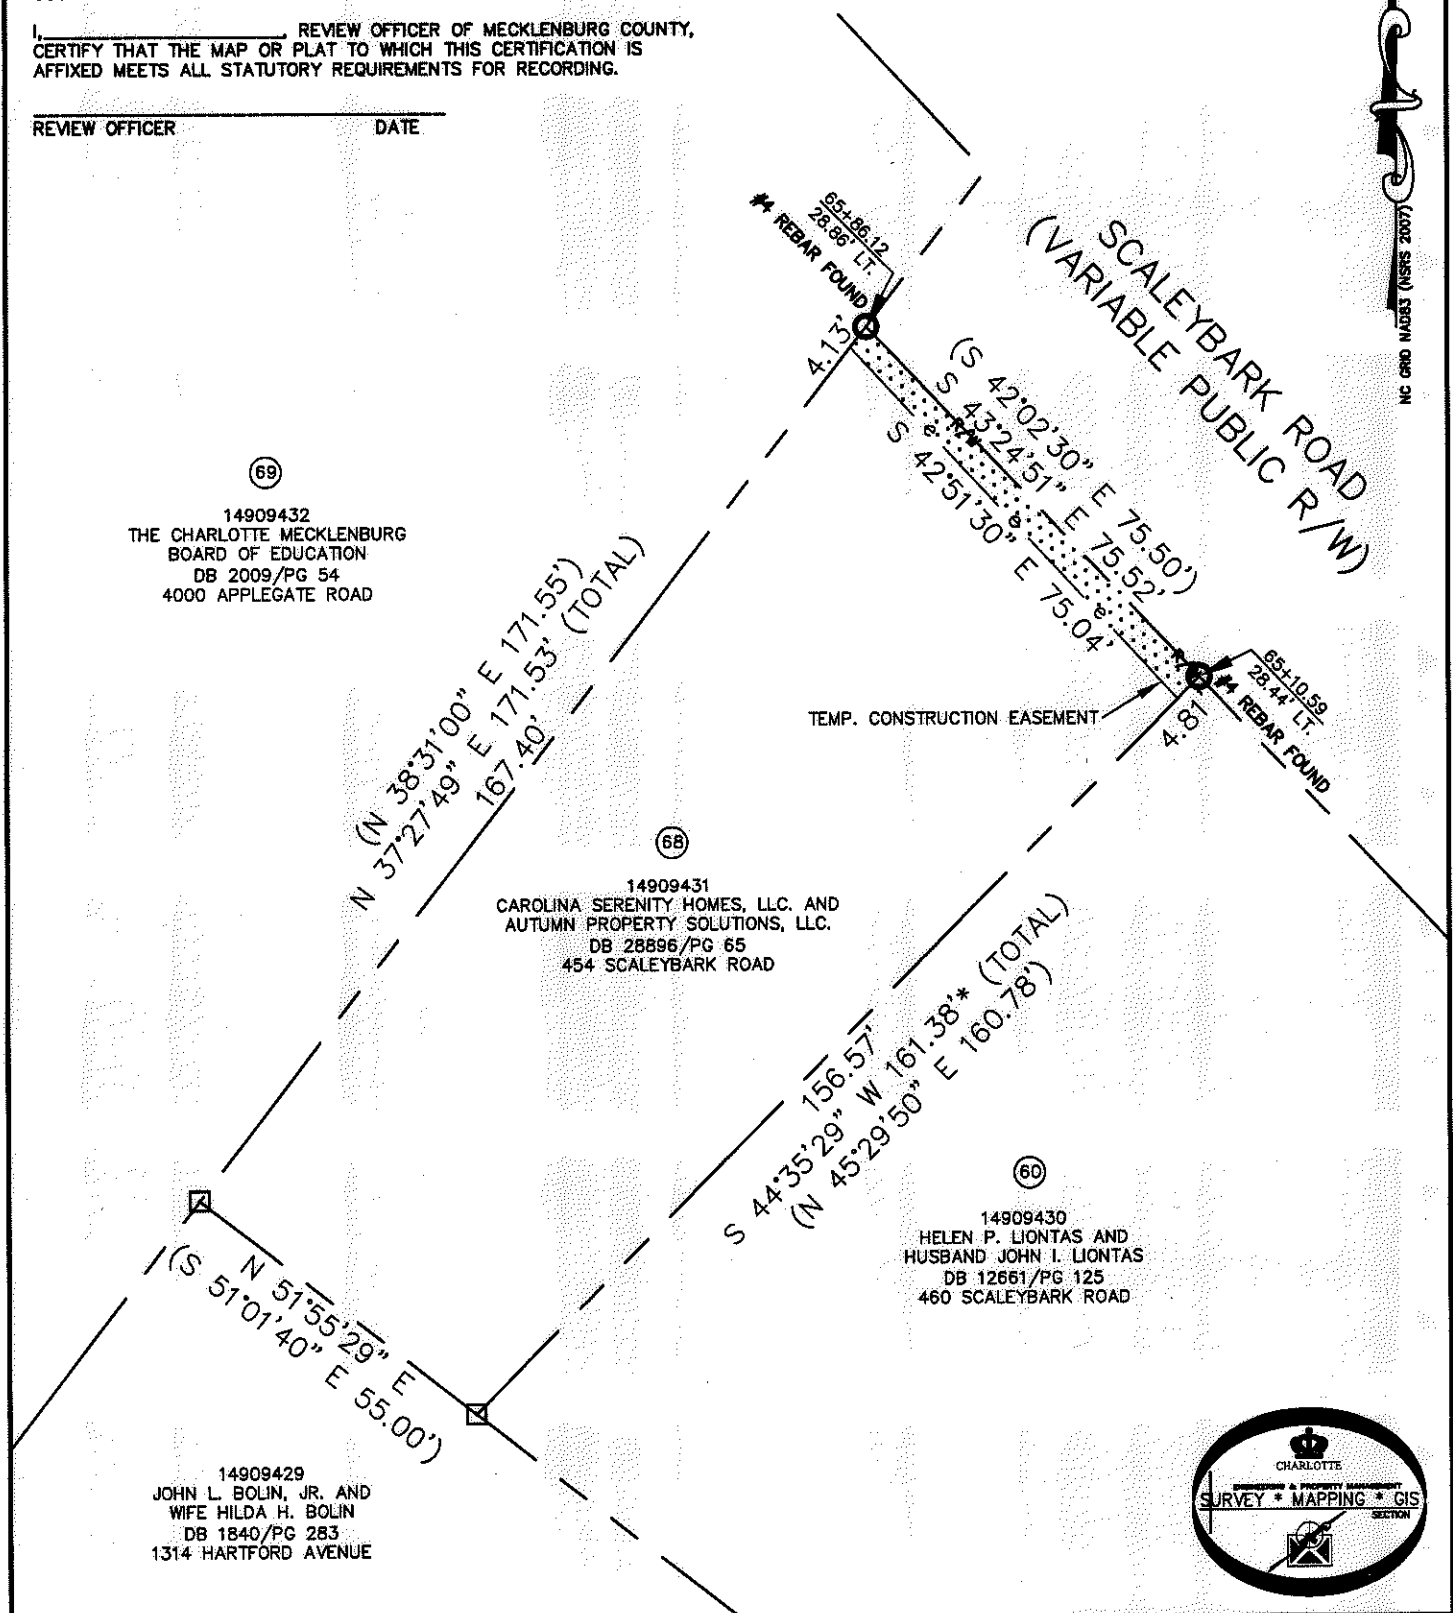 I,____________________, REVIEW OFFICER OF MECKLENBURG COUNTY,
CERTIFY THAT THE MAP OR PLAT TO WHICH THIS CERTIFICATION IS
AFFIXED MEETS ALL STATUTORY REQUIREMENTS FOR RECORDING.
REVIEW OFFICER DATE
NC GRID NAD83 (NSRS 2007)
65+86.12
28.86' LT.
#4 REBAR FOUND
SCALEYBARK ROAD
(VARIABLE PUBLIC R/W)
4.13'
(S 42°02'30" E 75.50')
S 43°24'51" E 75.52'
R/W
e
e
e
S 42°51'30" E 75.04'
69
14909432
THE CHARLOTTE MECKLENBURG
BOARD OF EDUCATION
DB 2009/PG 54
4000 APPLEGATE ROAD
(N 38°31'00" E 171.55')
N 37°27'49" E 171.53' (TOTAL)
167.40'
65+10.59
28.44' LT.
#4 REBAR FOUND
TEMP. CONSTRUCTION EASEMENT
4.81'
68
14909431
CAROLINA SERENITY HOMES, LLC. AND
AUTUMN PROPERTY SOLUTIONS, LLC.
DB 28896/PG 65
454 SCALEYBARK ROAD
156.57'
S 44°35'29" W 161.38'* (TOTAL)
(N 45°29'50" E 160.78')
60
14909430
HELEN P. LIONTAS AND
HUSBAND JOHN I. LIONTAS
DB 12661/PG 125
460 SCALEYBARK ROAD
N 51°55'29" E
(S 51°01'40" E 55.00')
14909429
JOHN L. BOLIN, JR. AND
WIFE HILDA H. BOLIN
DB 1840/PG 283
1314 HARTFORD AVENUE
CHARLOTTE
ENGINEERING & PROPERTY MANAGEMENT
SURVEY * MAPPING * GIS
SECTION